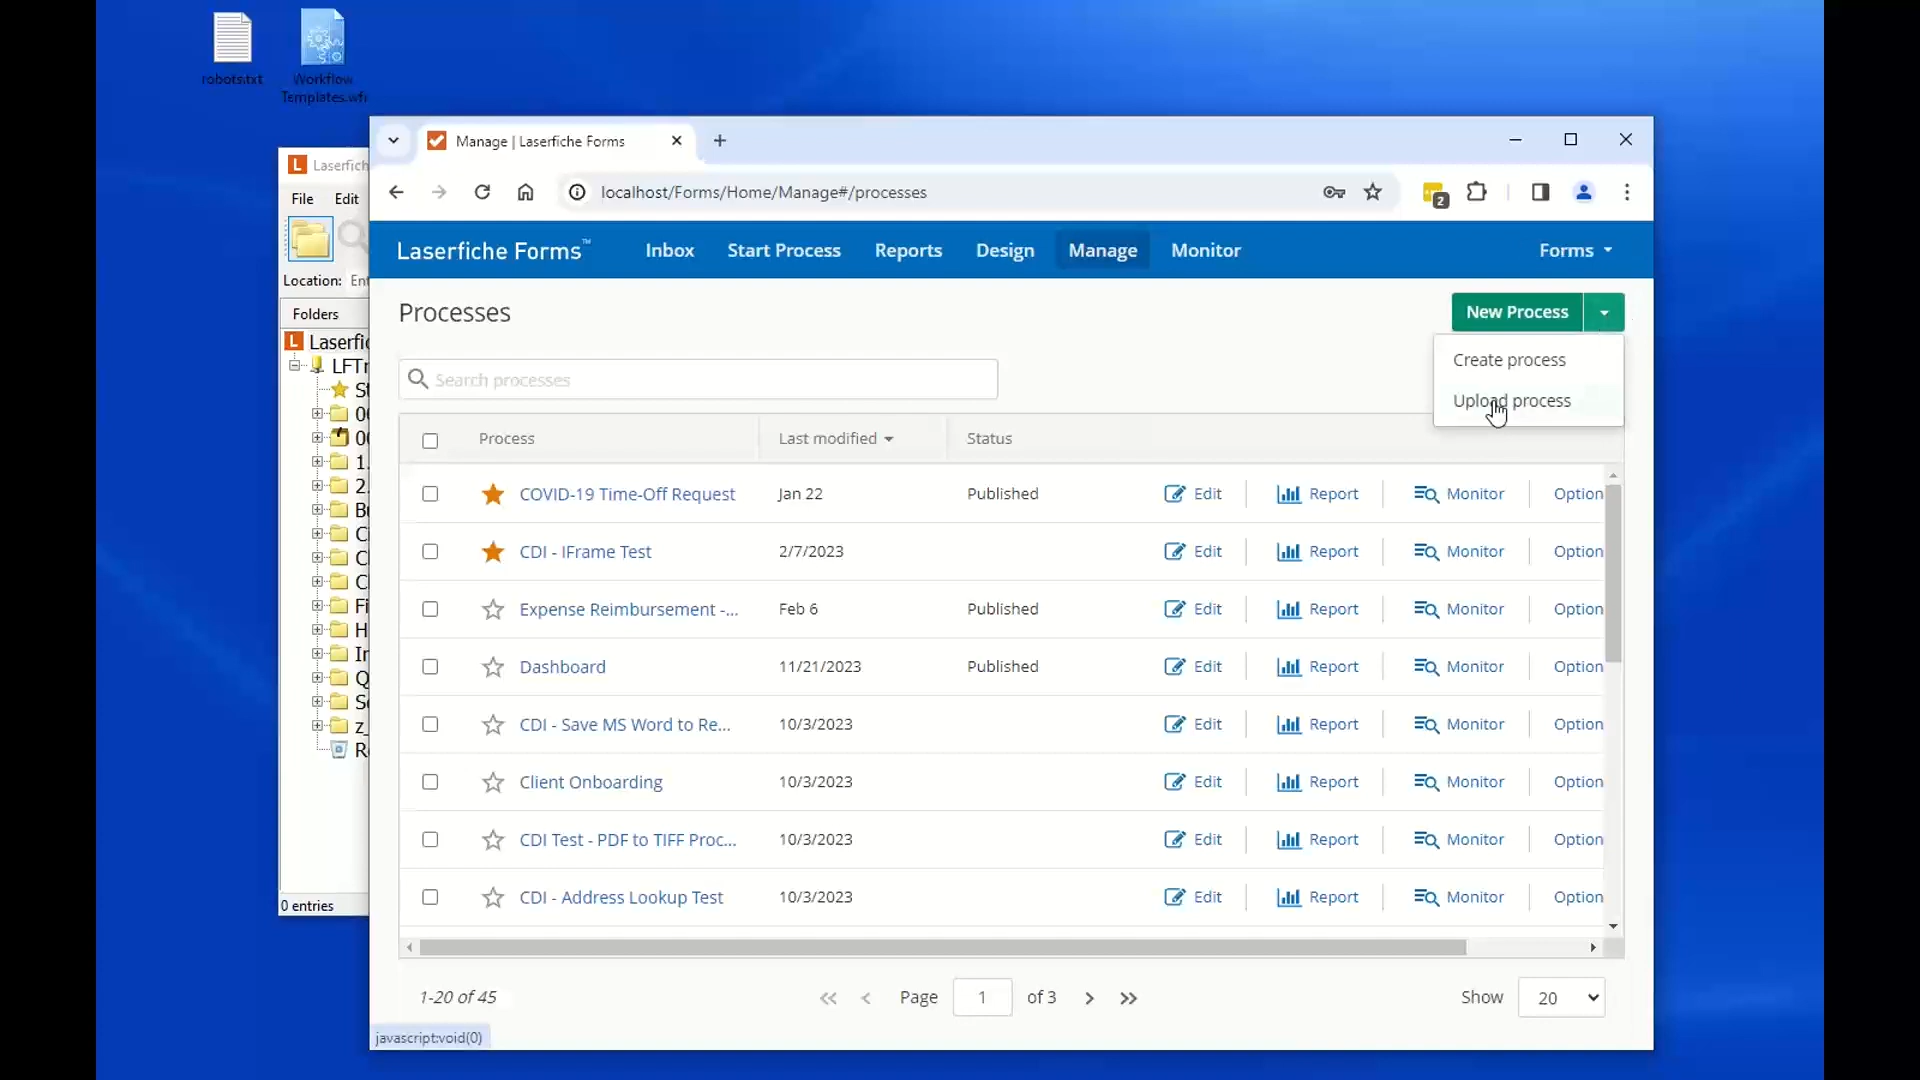 robots.txt
Workflow
Templates.wfi
Manage | Laserfiche Forms
localhost/Forms/Home/Manage#/processes
2
Laserfiche Forms™ Inbox Start Process Reports Design Manage Monitor Forms
File Edit
Location:
Folders
0 entries
Processes
New Process
Create process
Upload process
Search processes
Process Last modified Status
COVID-19 Time-Off Request Jan 22 Published Edit Report Monitor Option
CDI - IFrame Test 2/7/2023 Edit Report Monitor Option
Expense Reimbursement -... Feb 6 Published Edit Report Monitor Option
Dashboard 11/21/2023 Published Edit Report Monitor Option
CDI - Save MS Word to Re... 10/3/2023 Edit Report Monitor Option
Client Onboarding 10/3/2023 Edit Report Monitor Option
CDI Test - PDF to TIFF Proc... 10/3/2023 Edit Report Monitor Option
CDI - Address Lookup Test 10/3/2023 Edit Report Monitor Option
1-20 of 45 Page 1 of 3 Show 20
javascript:void(0)